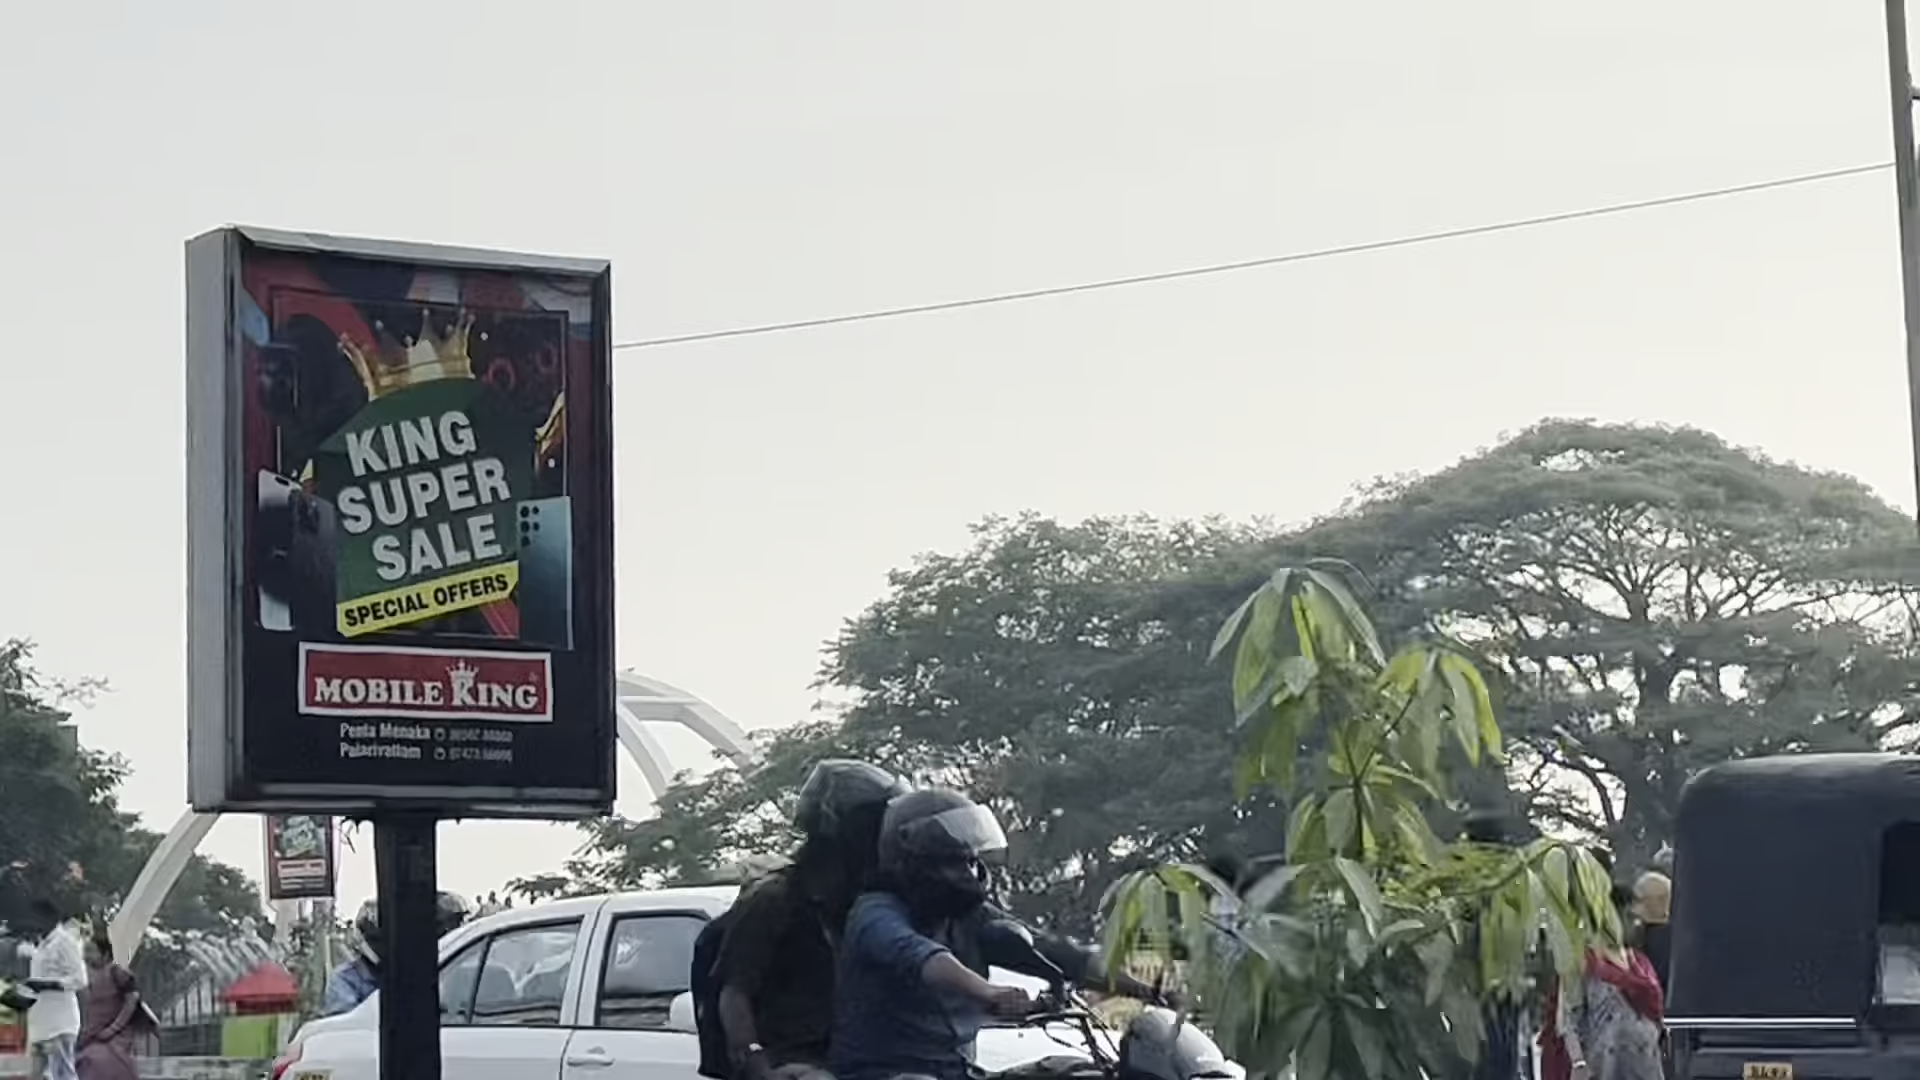 KING
SUPER
SALE
SPECIAL OFFERS
MOBILE KING
Penta Menaka
Palarivattam